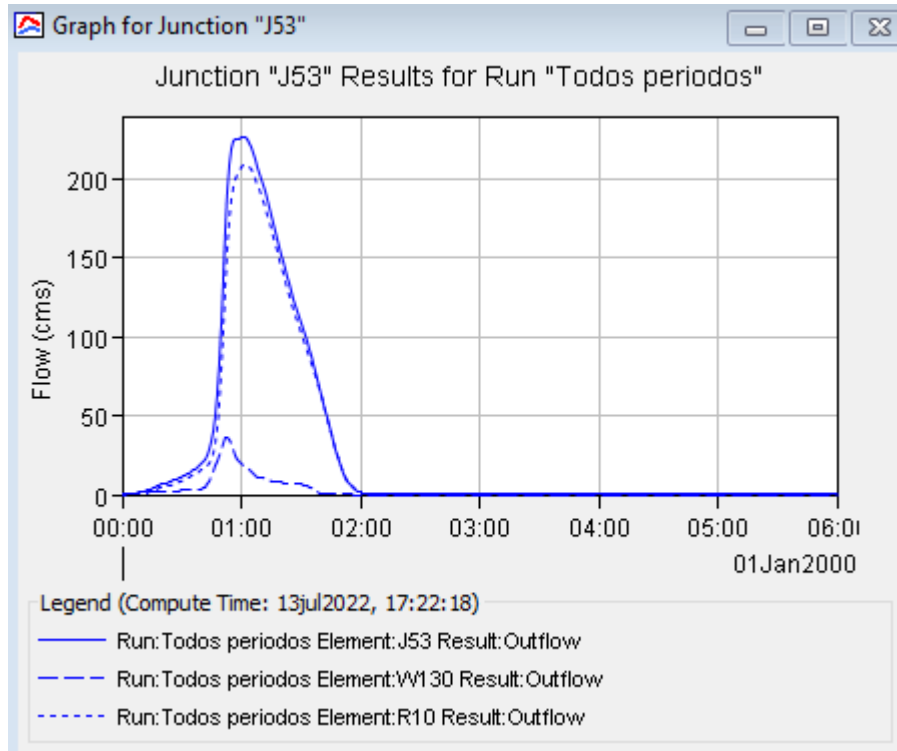 Graph for Junction "J53"
Junction "J53" Results for Run "Todos periodos"
200
150
100
50
0
Flow (cms)
00:00 01:00 02:00 03:00 04:00 05:00 06:0
01Jan2000
Legend (Compute Time: 13jul2022, 17:22:18)
Run:Todos periodos Element:J53 Result:Outflow
Run:Todos periodos Element:W130 Result:Outflow
Run:Todos periodos Element:R10 Result:Outflow